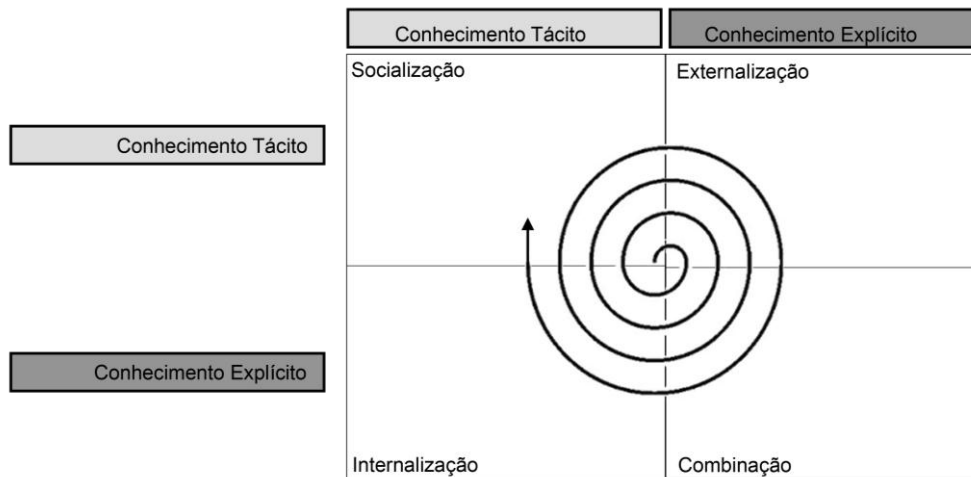 Conhecimento Tácito
Conhecimento Explícito
Socialização
Externalização
Conhecimento Tácito
Conhecimento Explícito
Internalização
Combinação